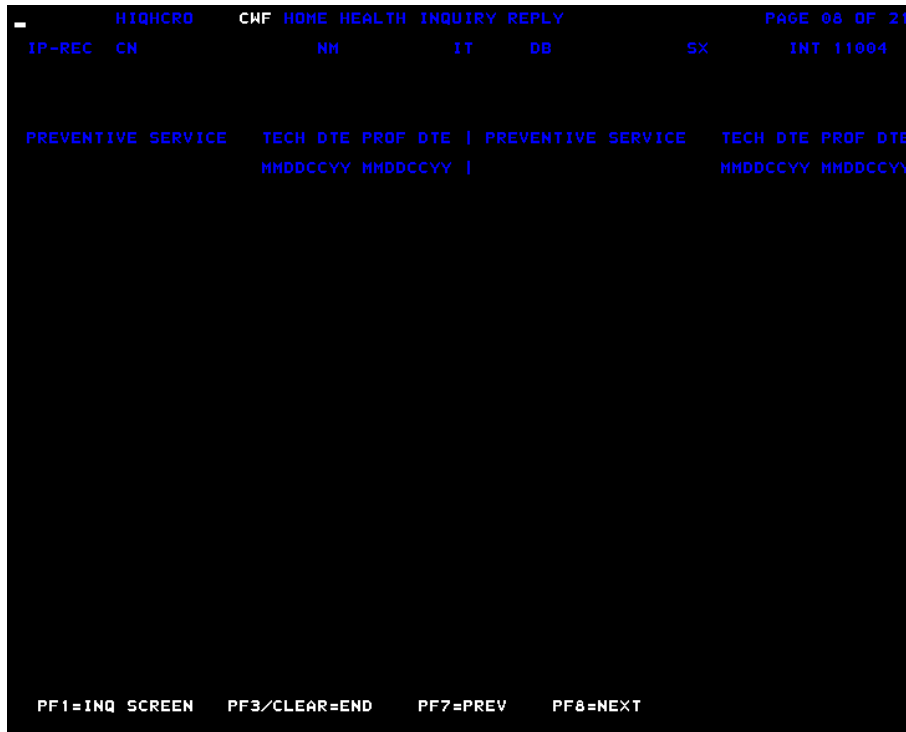 HIQHCRO CWF HOME HEALTH INQUIRY REPLY PAGE 08 OF 21
IP-REC CN NM IT DB SX INT 11004
PREVENTIVE SERVICE TECH DTE PROF DTE | PREVENTIVE SERVICE TECH DTE PROF DTE
MMDDCCYY MMDDCCYY | MMDDCCYY MMDDCCYY
PF1=INQ SCREEN PF3/CLEAR=END PF7=PREV PF8=NEXT